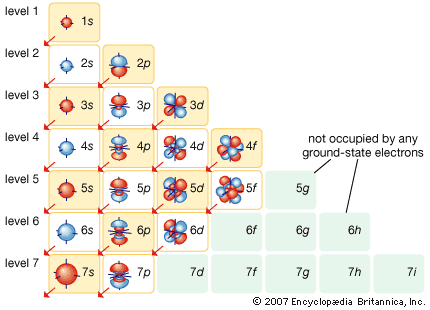 level 1 1s
level 2 2s 2p
level 3 3s 3p 3d
level 4 4s 4p 4d 4f
not occupied by any
ground-state electrons
level 5 5s 5p 5d 5f 5g
level 6 6s 6p 6d 6f 6g 6h
level 7 7s 7p 7d 7f 7g 7h 7i
© 2007 Encyclopædia Britannica, Inc.